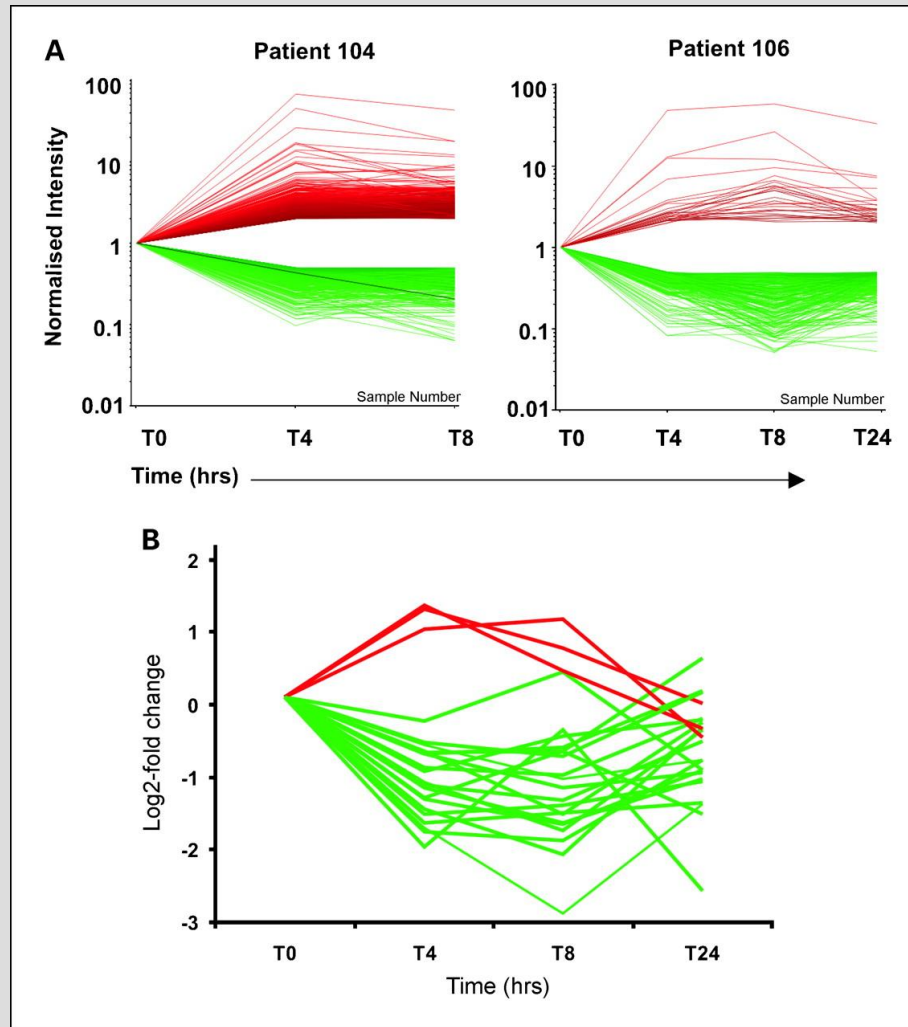 A
Patient 104
Patient 106
Normalised Intensity
100
10
1
0.1
0.01
Sample Number
T0
T4
T8
100
10
1
0.1
0.01
Sample Number
T0
T4
T8
T24
Time (hrs)
B
Log2-fold change
2
1
0
-1
-2
-3
T0
T4
T8
T24
Time (hrs)